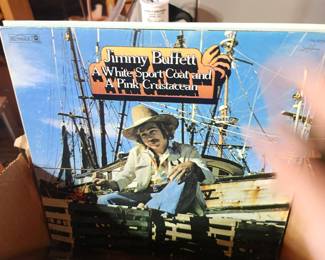 Jimmy Buffett
A White Sport Coat and
A Pink Crustacean